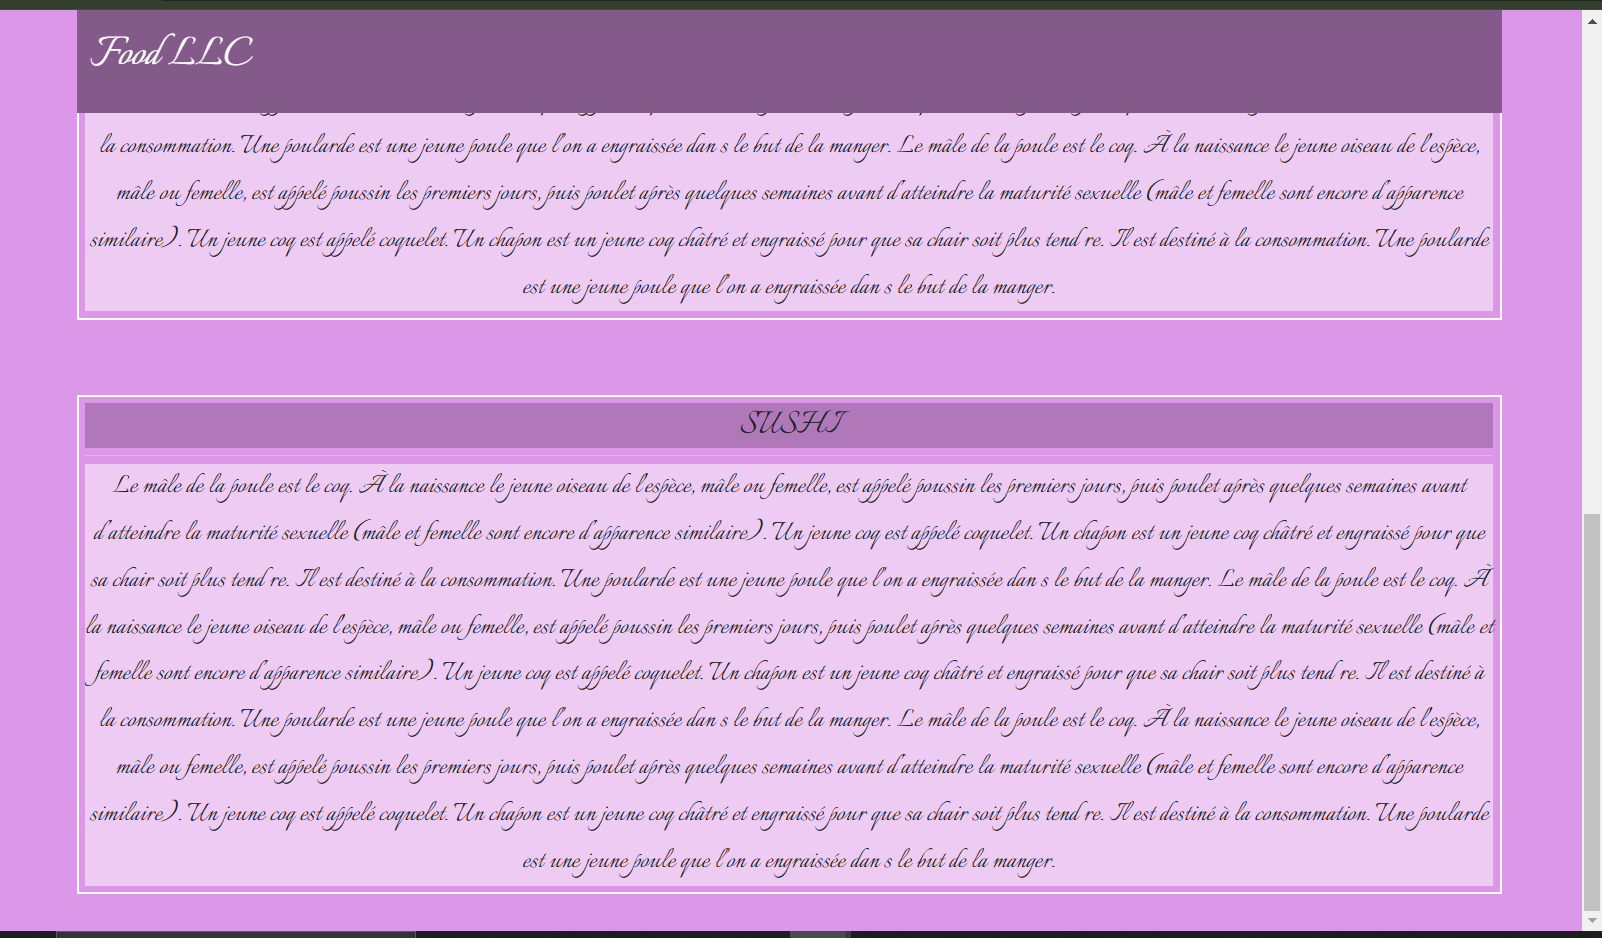 Food LLC
la consommation. Une poularde est une jeune poule que l'on a engraissée dan s le but de la manger. Le mâle de la poule est le coq. À la naissance le jeune oiseau de l'espèce,
mâle ou femelle, est appelé poussin les premiers jours, puis poulet après quelques semaines avant d'atteindre la maturité sexuelle (mâle et femelle sont encore d'apparence
similaire). Un jeune coq est appelé coquelet. Un chapon est un jeune coq châtré et engraissé pour que sa chair soit plus tend re. Il est destiné à la consommation. Une poularde
est une jeune poule que l'on a engraissée dan s le but de la manger.
SUSHI
Le mâle de la poule est le coq. À la naissance le jeune oiseau de l'espèce, mâle ou femelle, est appelé poussin les premiers jours, puis poulet après quelques semaines avant
d'atteindre la maturité sexuelle (mâle et femelle sont encore d'apparence similaire). Un jeune coq est appelé coquelet. Un chapon est un jeune coq châtré et engraissé pour que
sa chair soit plus tend re. Il est destiné à la consommation. Une poularde est une jeune poule que l'on a engraissée dan s le but de la manger. Le mâle de la poule est le coq. À
la naissance le jeune oiseau de l'espèce, mâle ou femelle, est appelé poussin les premiers jours, puis poulet après quelques semaines avant d'atteindre la maturité sexuelle (mâle et
femelle sont encore d'apparence similaire). Un jeune coq est appelé coquelet. Un chapon est un jeune coq châtré et engraissé pour que sa chair soit plus tend re. Il est destiné à
la consommation. Une poularde est une jeune poule que l'on a engraissée dan s le but de la manger. Le mâle de la poule est le coq. À la naissance le jeune oiseau de l'espèce,
mâle ou femelle, est appelé poussin les premiers jours, puis poulet après quelques semaines avant d'atteindre la maturité sexuelle (mâle et femelle sont encore d'apparence
similaire). Un jeune coq est appelé coquelet. Un chapon est un jeune coq châtré et engraissé pour que sa chair soit plus tend re. Il est destiné à la consommation. Une poularde
est une jeune poule que l'on a engraissée dan s le but de la manger.